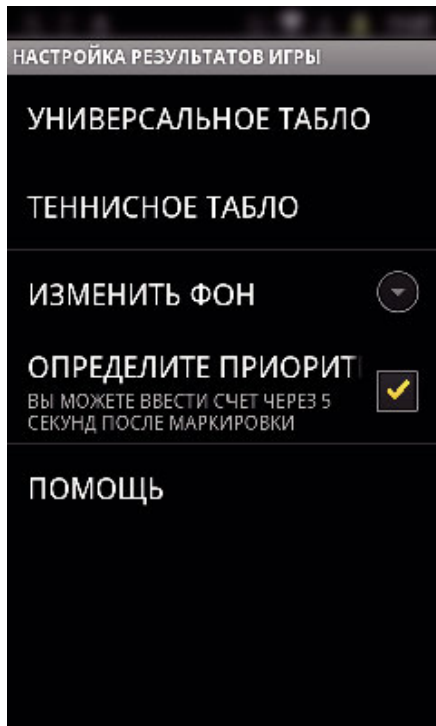 НАСТРОЙКА РЕЗУЛЬТАТОВ ИГРЫ
УНИВЕРСАЛЬНОЕ ТАБЛО
ТЕННИСНОЕ ТАБЛО
ИЗМЕНИТЬ ФОН
ОПРЕДЕЛИТЕ ПРИОРИТ
ВЫ МОЖЕТЕ ВВЕСТИ СЧЕТ ЧЕРЕЗ 5
СЕКУНД ПОСЛЕ МАРКИРОВКИ
ПОМОЩЬ